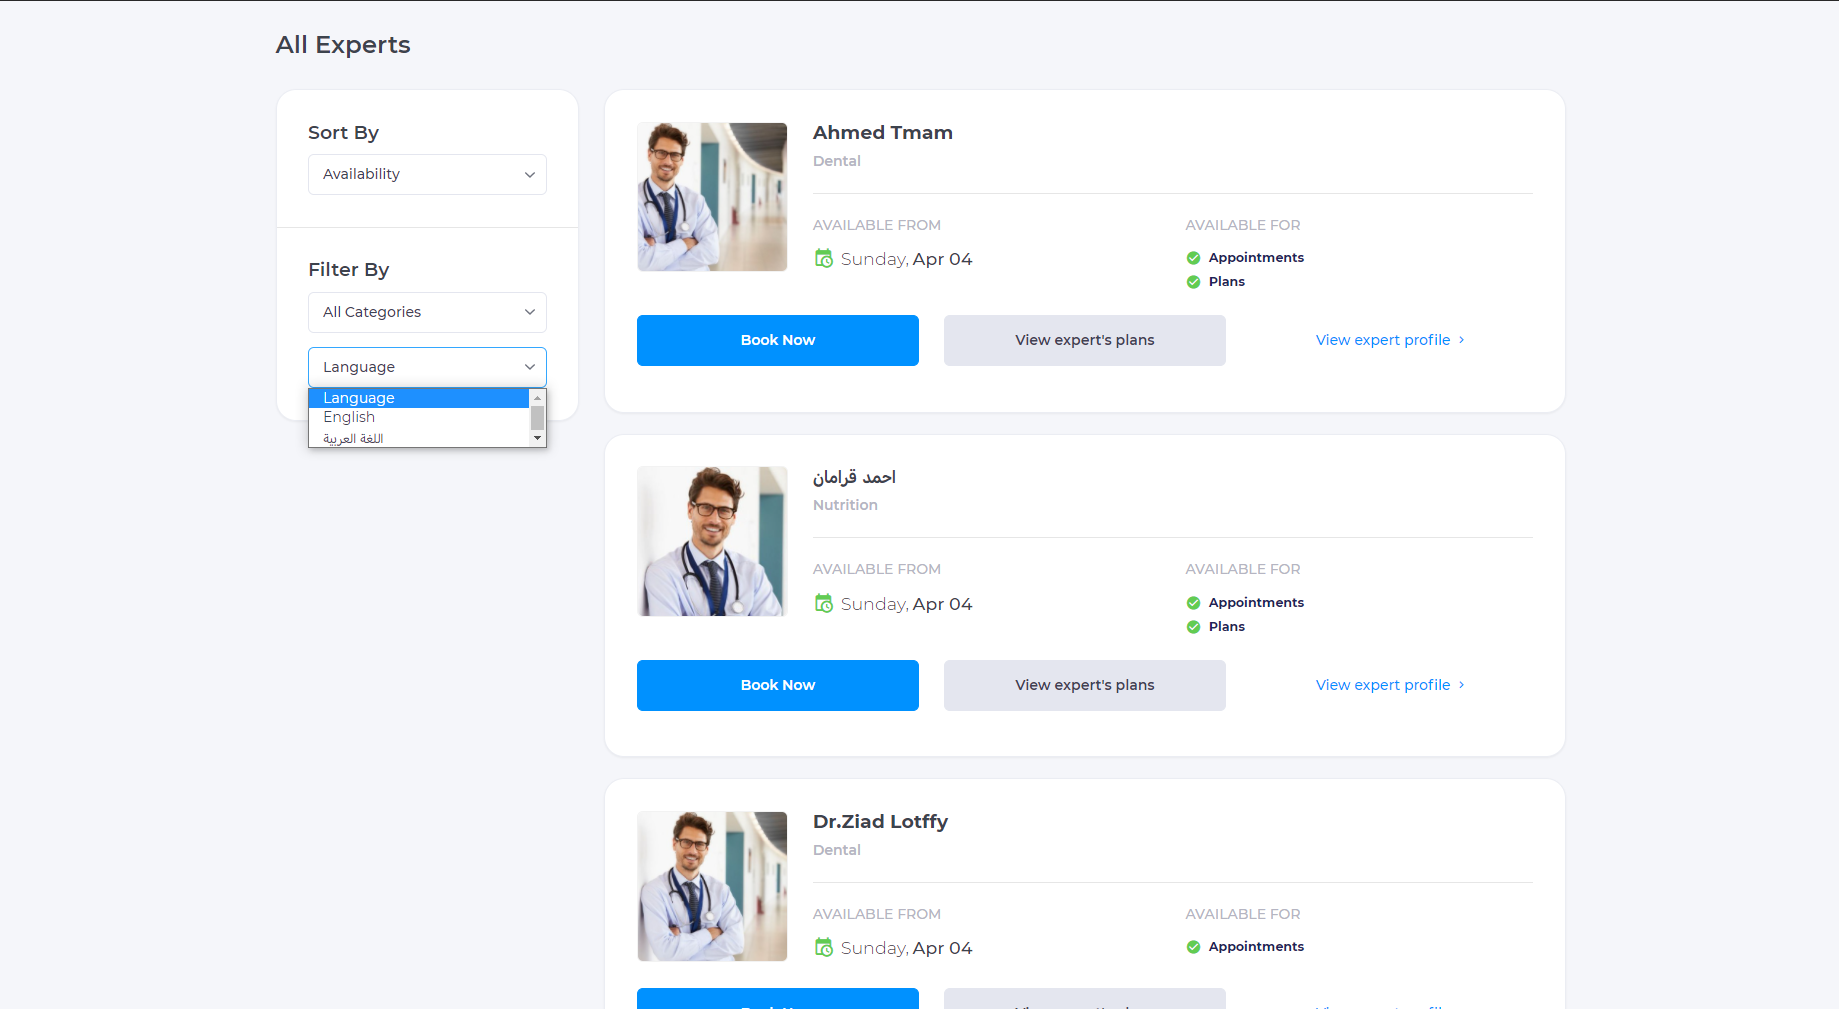 All Experts
Sort By
Availability
Filter By
All Categories
Language
Language
English
اللغة العربية
Ahmed Tmam
Dental
AVAILABLE FROM
Sunday, Apr 04
AVAILABLE FOR
Appointments
Plans
Book Now
View expert's plans
View expert profile
احمد قرامان
Nutrition
AVAILABLE FROM
Sunday, Apr 04
AVAILABLE FOR
Appointments
Plans
Book Now
View expert's plans
View expert profile
Dr.Ziad Lotffy
Dental
AVAILABLE FROM
Sunday, Apr 04
AVAILABLE FOR
Appointments